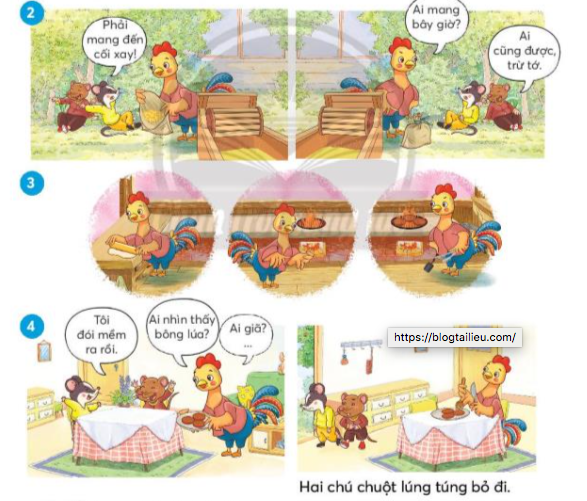 2
Phải
mang đến
cối xay!
Ai mang
bây giờ?
Ai
cũng được,
trừ tớ.
3
4
Tôi
đói mềm
ra rồi.
Ai nhìn thấy
bông lúa?
Ai giã?
...
https://blogtailieu.com/
Hai chú chuột lúng túng bỏ đi.